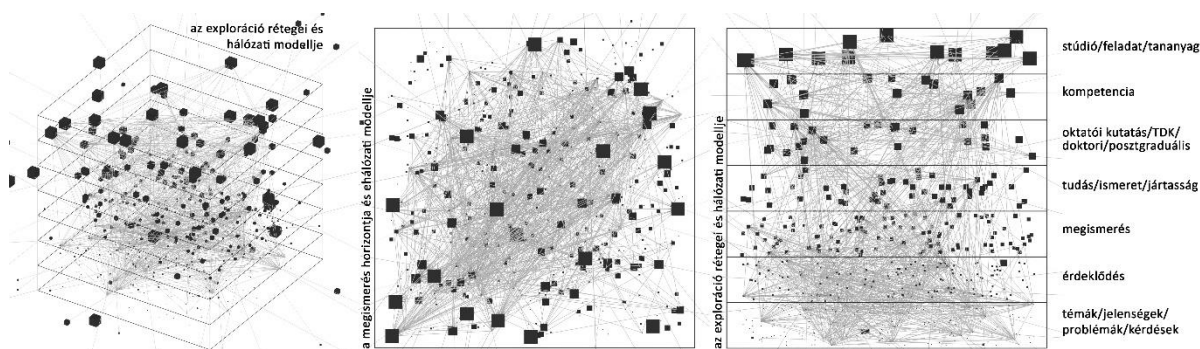 az exploráció rétegei és
hálózati modellje
a megismerés horizontja és ehálózati modellje
az exploráció rétegei és hálózati modellje
stúdió/feladat/tananyag
kompetencia
oktatói kutatás/TDK/
doktori/posztgraduális
tudás/ismeret/jártasság
megismerés
érdeklődés
témák/jelenségek/
problémák/kérdések